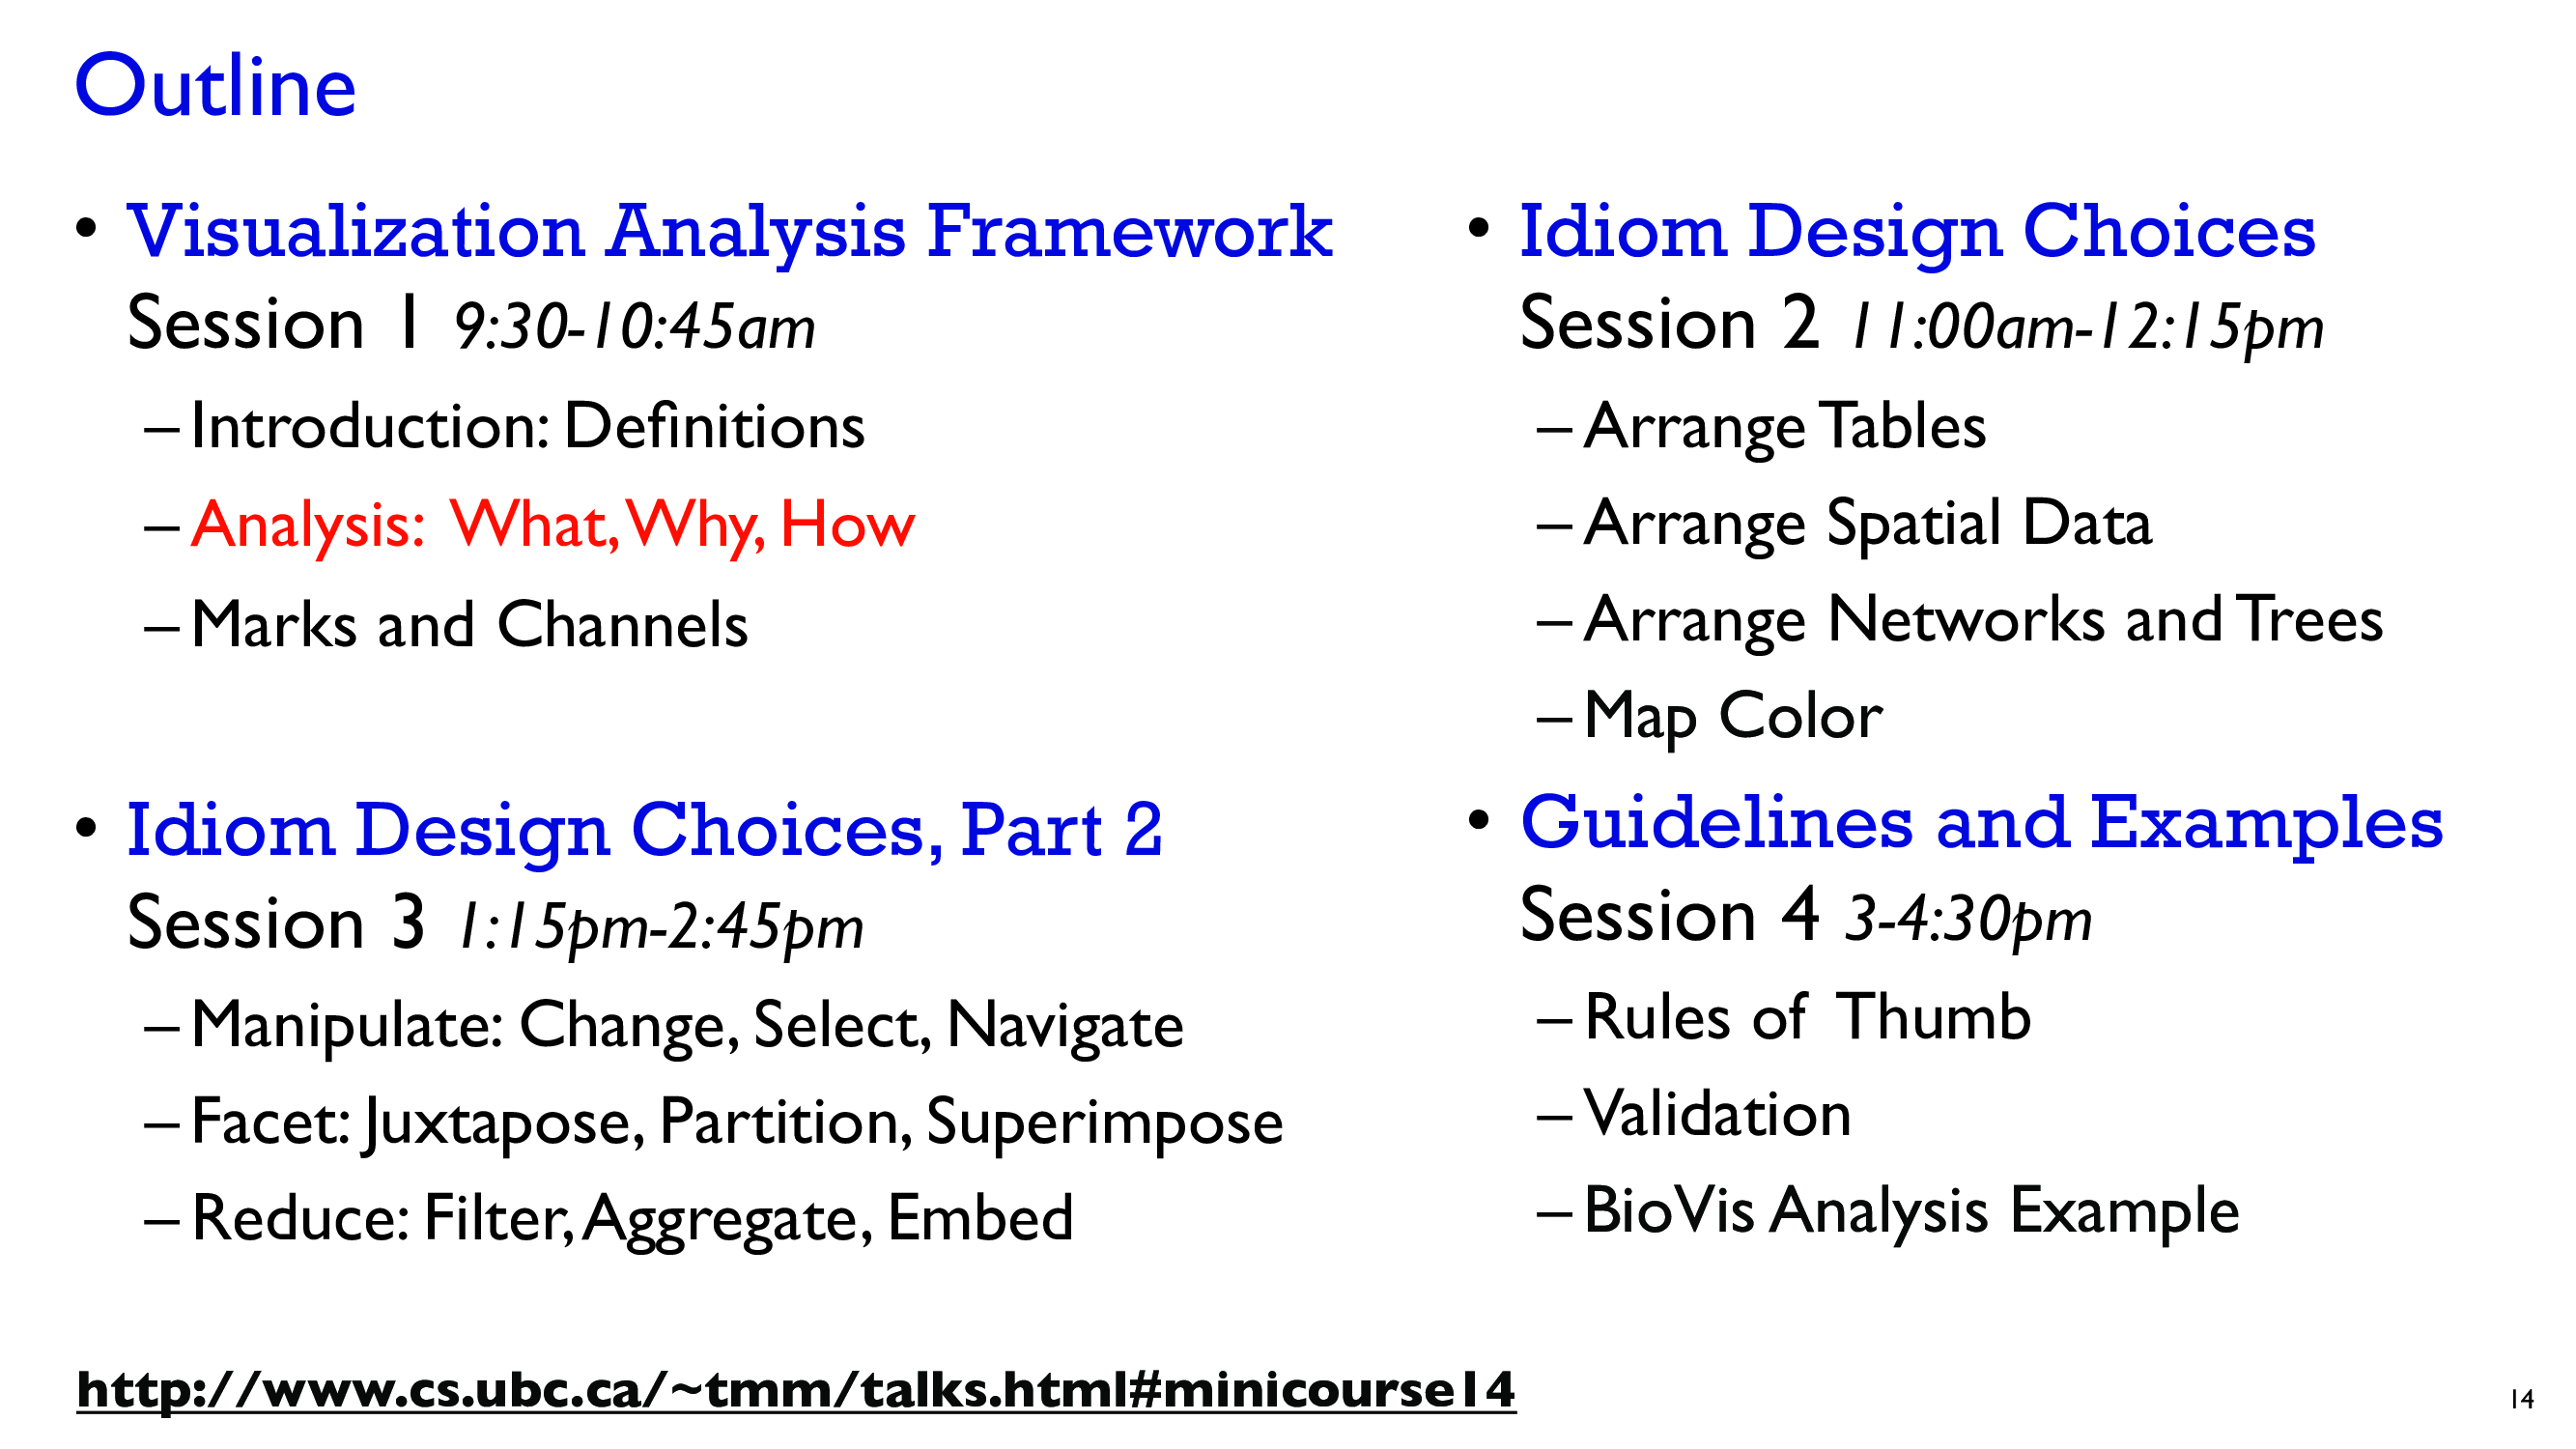 Outline
• Visualization Analysis Framework
Session 1 9:30-10:45am
– Introduction: Definitions
– Analysis: What, Why, How
– Marks and Channels
• Idiom Design Choices
Session 2 11:00am-12:15pm
– Arrange Tables
– Arrange Spatial Data
– Arrange Networks and Trees
– Map Color
• Idiom Design Choices, Part 2
Session 3 1:15pm-2:45pm
– Manipulate: Change, Select, Navigate
– Facet: Juxtapose, Partition, Superimpose
– Reduce: Filter, Aggregate, Embed
• Guidelines and Examples
Session 4 3-4:30pm
– Rules of Thumb
– Validation
– BioVis Analysis Example
http://www.cs.ubc.ca/~tmm/talks.html#minicourse14
14